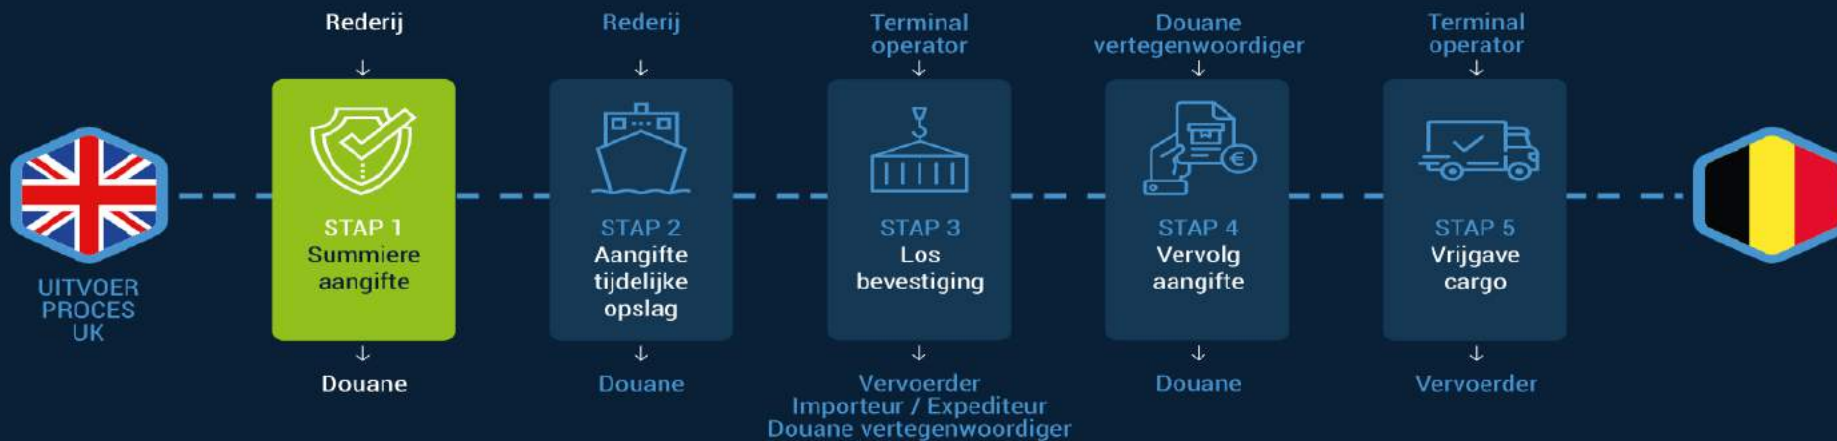 Rederij
Rederij
Terminal
operator
Douane
vertegenwoordiger
Terminal
operator
UITVOER
PROCES
UK
STAP 1
Summiere
aangifte
STAP 2
Aangifte
tijdelijke
opslag
STAP 3
Los
bevestiging
STAP 4
Vervolg
aangifte
STAP 5
Vrijgave
cargo
Douane
Douane
Vervoerder
Importeur / Expediteur
Douane vertegenwoordiger
Douane
Vervoerder